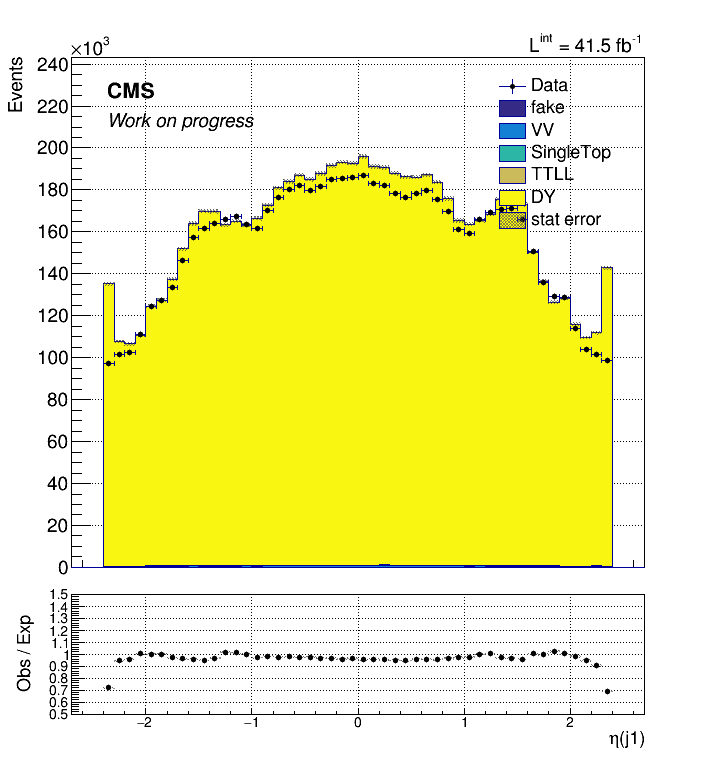 ×10³
L^int = 41.5 fb⁻¹
Events
240
220
200
180
160
140
120
100
80
60
40
20
0
CMS
Work on progress
Data
fake
VV
SingleTop
TTLL
DY
stat error
Obs / Exp
1.5
1.4
1.3
1.2
1.1
1
0.9
0.8
0.7
0.6
0.5
−2
−1
0
1
2
η(j1)